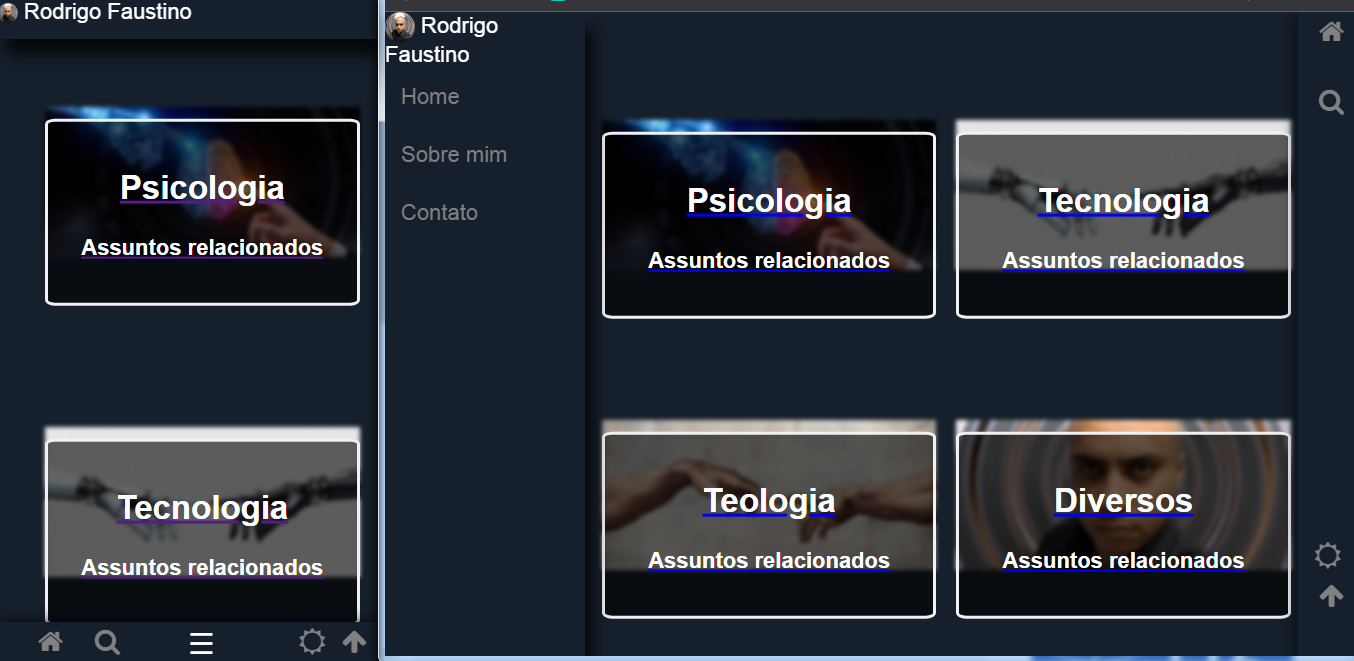 Rodrigo Faustino
Psicologia
Assuntos relacionados
Tecnologia
Assuntos relacionados
Rodrigo
Faustino
Home
Sobre mim
Contato
Psicologia
Assuntos relacionados
Tecnologia
Assuntos relacionados
Teologia
Assuntos relacionados
Diversos
Assuntos relacionados